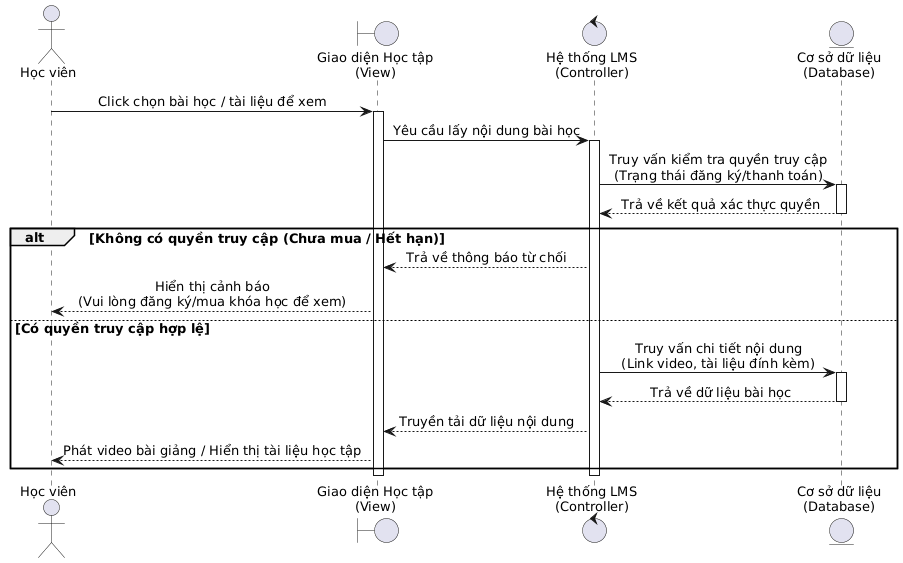 Học viên
Giao diện Học tập
(View)
Hệ thống LMS
(Controller)
Cơ sở dữ liệu
(Database)
Click chọn bài học / tài liệu để xem
Yêu cầu lấy nội dung bài học
Truy vấn kiểm tra quyền truy cập
(Trạng thái đăng ký/thanh toán)
Trả về kết quả xác thực quyền
alt
[Không có quyền truy cập (Chưa mua / Hết hạn)]
Trả về thông báo từ chối
Hiển thị cảnh báo
(Vui lòng đăng ký/mua khóa học để xem)
[Có quyền truy cập hợp lệ]
Truy vấn chi tiết nội dung
(Link video, tài liệu đính kèm)
Trả về dữ liệu bài học
Truyền tải dữ liệu nội dung
Phát video bài giảng / Hiển thị tài liệu học tập
Học viên
Giao diện Học tập
(View)
Hệ thống LMS
(Controller)
Cơ sở dữ liệu
(Database)